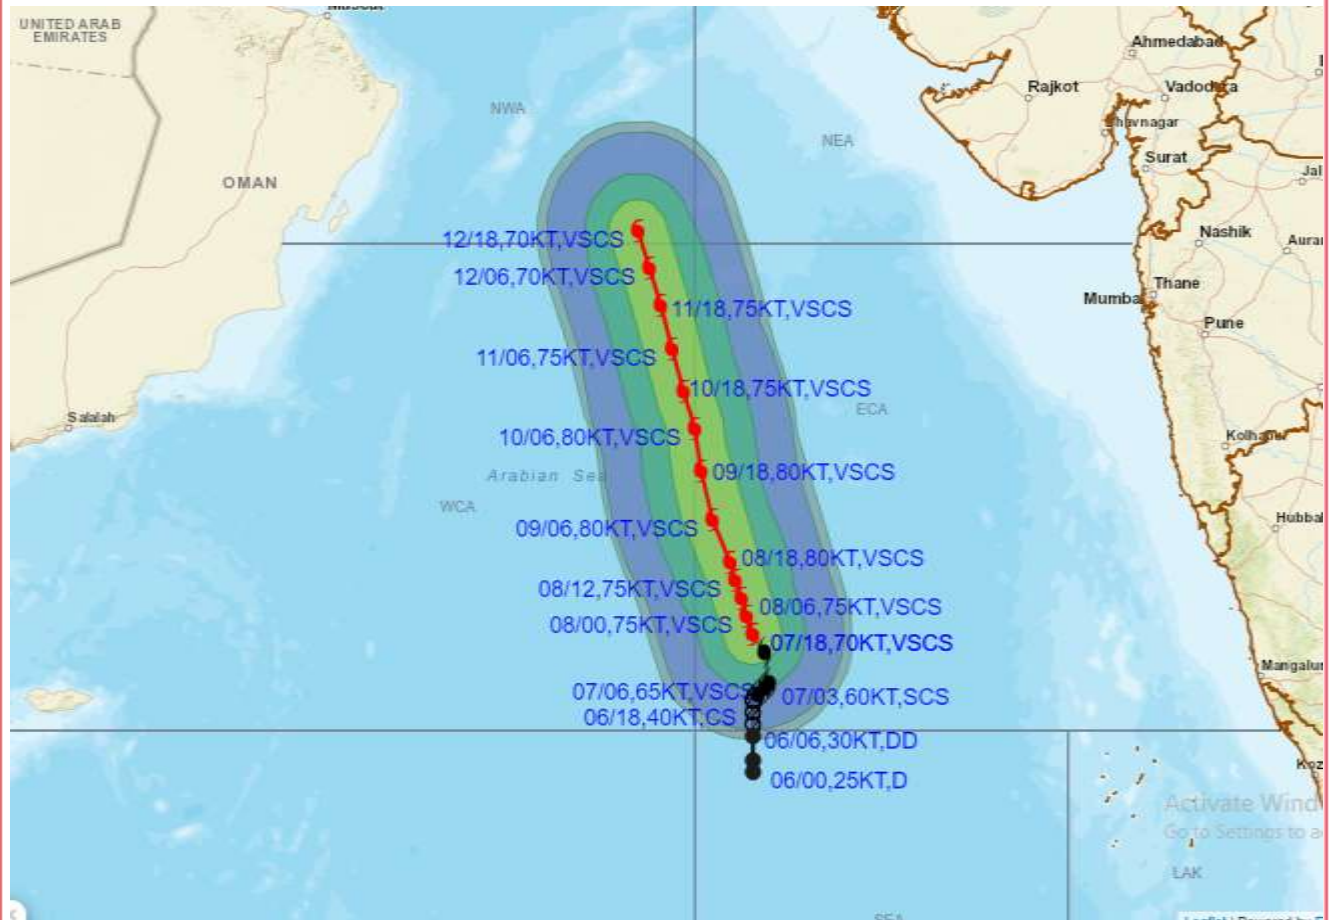 Muscat
UNITED ARAB
EMIRATES
Ahmedabad
Rajkot
Vadodara
NWA
NEA
Bhavnagar
Surat
OMAN
Nashik
12/18,70KT,VSCS
12/06,70KT,VSCS
Thane
Mumba
11/18,75KT,VSCS
Pune
11/06,75KT,VSCS
10/18,75KT,VSCS
ECA
Salalah
10/06,80KT,VSCS
Kolhapur
09/18,80KT,VSCS
Arabian Sea
WCA
Hubbal
09/06,80KT,VSCS
08/18,80KT,VSCS
08/12,75KT,VSCS
08/06,75KT,VSCS
08/00,75KT,VSCS
07/18,70KT,VSCS
Mangalur
07/06,65KT,VSCS
07/03,60KT,SCS
06/18,40KT,CS
06/06,30KT,DD
Koz
06/00,25KT,D
Activate Wind
Go to Settings to a
LAK